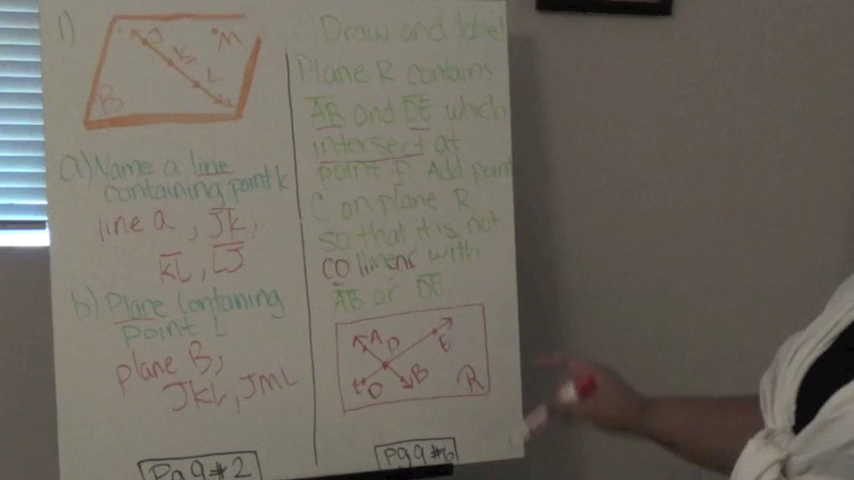 1)
J
K
L
M
B
a) Name a line
containing point K
line a, JK,
KL, LJ
b) Plane containing
point L
plane B,
JKL, JML
Pg 9 #2
Draw and label
Plane R contains
AB and DE which
intersect at
point P. Add point
C on plane R
so that it is not
colinens with
AB or DE.
A
P
E
D
B
R
Pg 9 #6